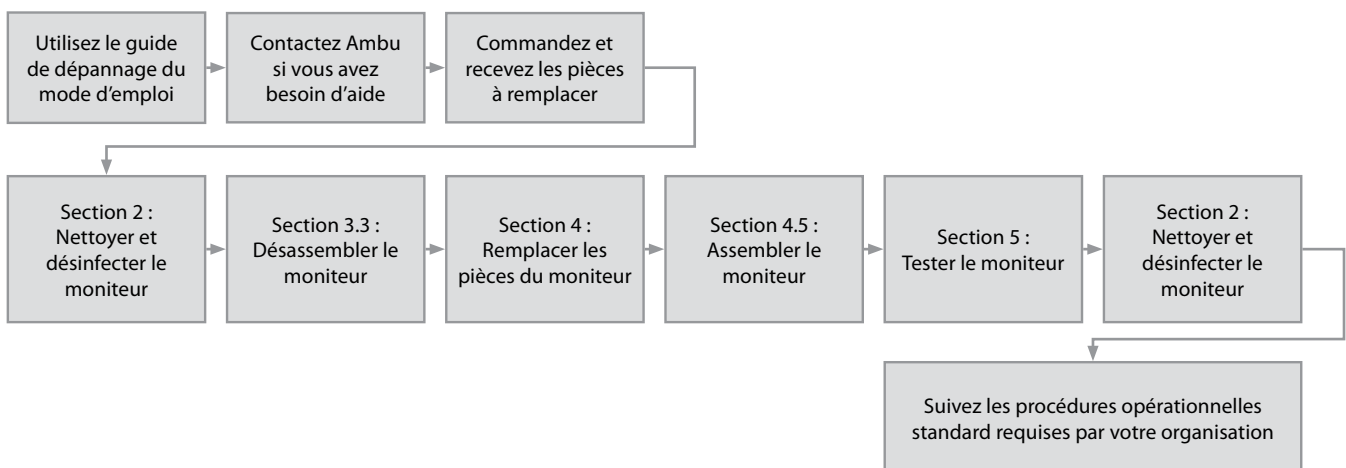 Utilisez le guide
de dépannage du
mode d'emploi
Contactez Ambu
si vous avez
besoin d'aide
Commandez et
recevez les pièces
à remplacer
Section 2 :
Nettoyer et
désinfecter le
moniteur
Section 3.3 :
Désassembler le
moniteur
Section 4 :
Remplacer les
pièces du moniteur
Section 4.5 :
Assembler le
moniteur
Section 5 :
Tester le moniteur
Section 2 :
Nettoyer et
désinfecter le
moniteur
Suivez les procédures opérationnelles
standard requises par votre organisation